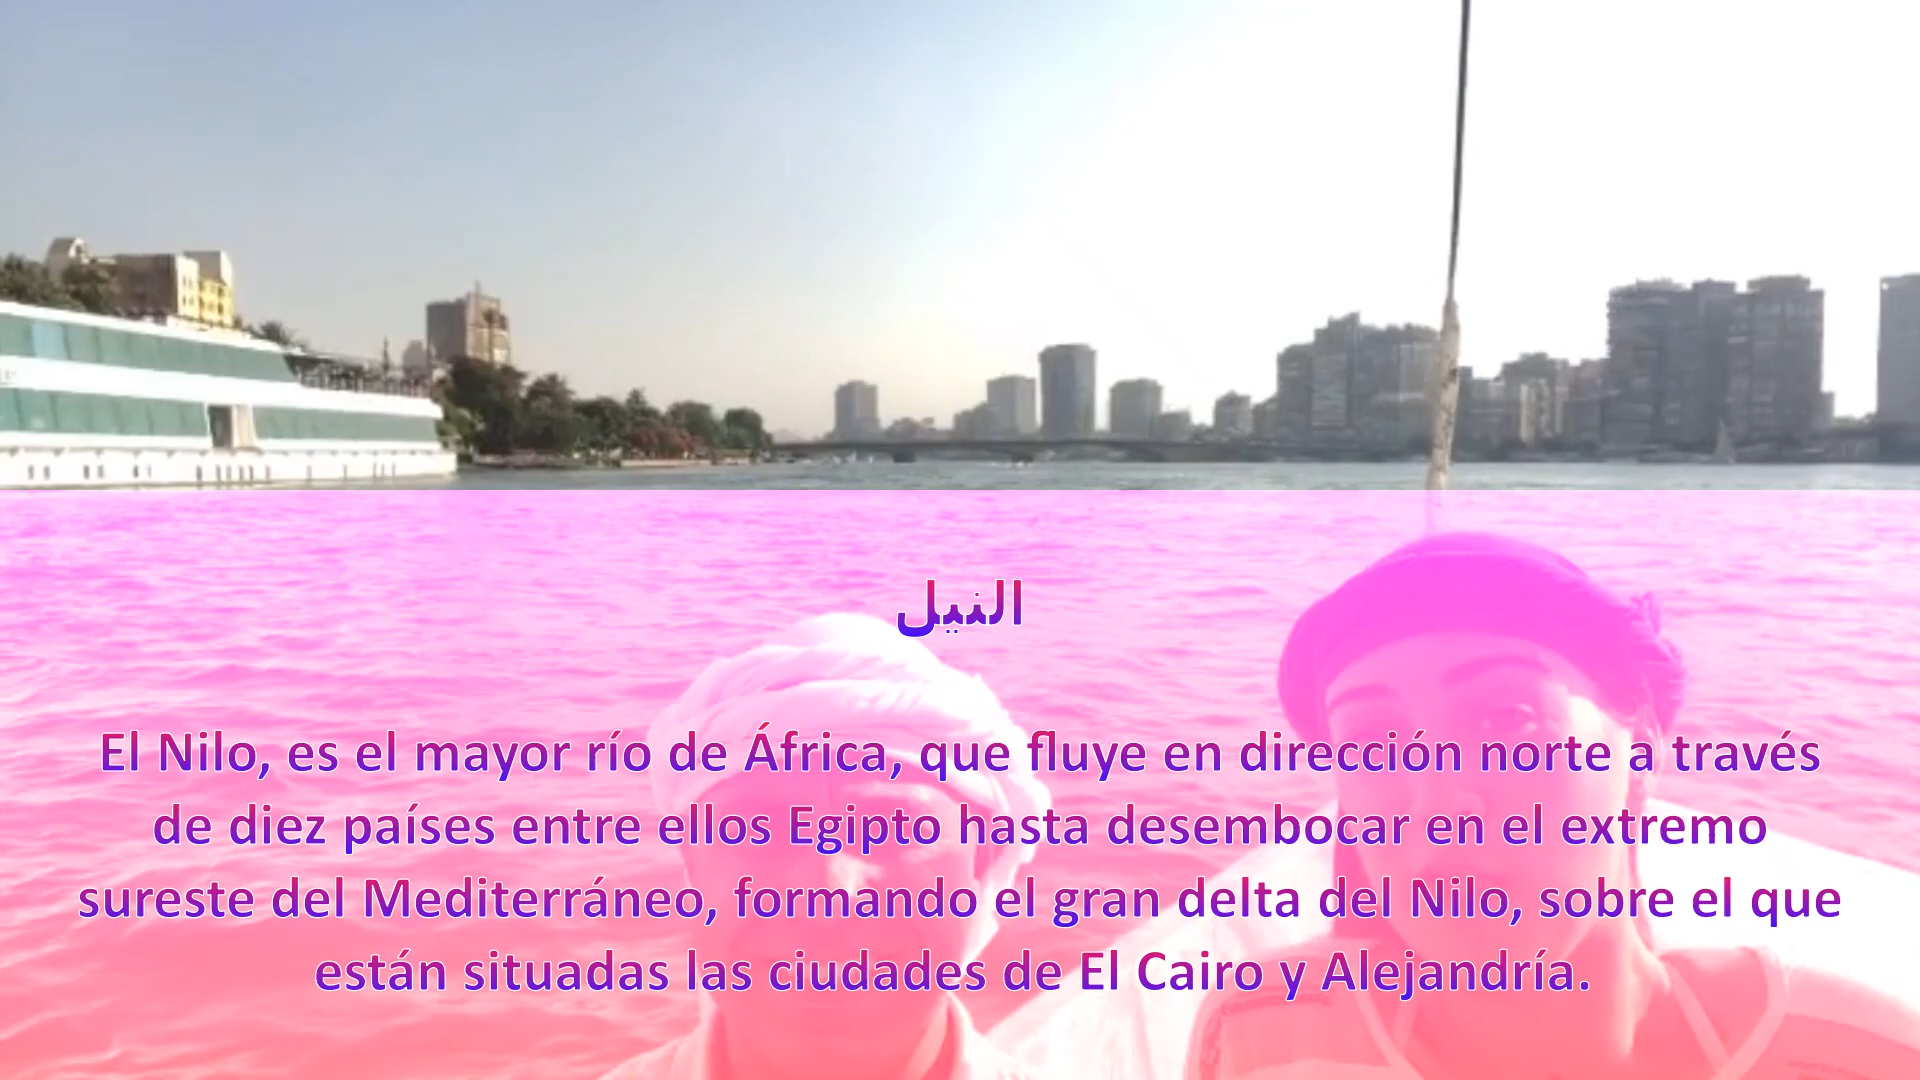 النيل
El Nilo, es el mayor río de África, que fluye en dirección norte a través
de diez países entre ellos Egipto hasta desembocar en el extremo
sureste del Mediterráneo, formando el gran delta del Nilo, sobre el que
están situadas las ciudades de El Cairo y Alejandría.